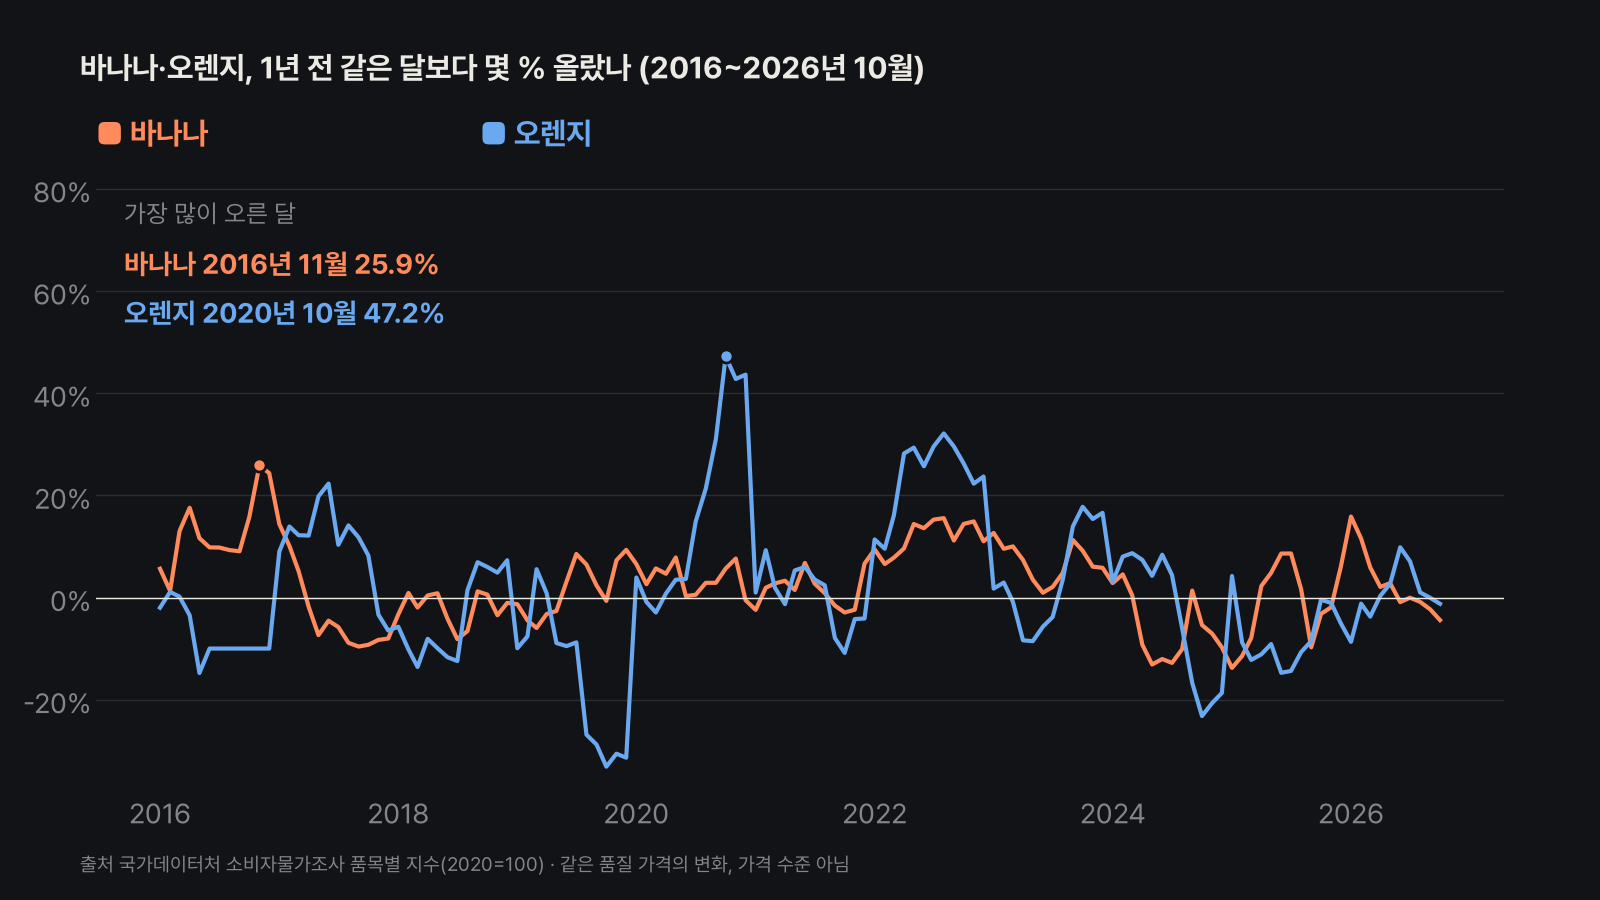 바나나·오렌지, 1년 전 같은 달보다 몇 % 올랐나 (2016~2026년 10월)
바나나 오렌지
80%
가장 많이 오른 달
바나나 2016년 11월 25.9%
60%
오렌지 2020년 10월 47.2%
40%
20%
0%
-20%
2016 2018 2020 2022 2024 2026
출처 국가데이터처 소비자물가조사 품목별 지수(2020=100) · 같은 품질 가격의 변화, 가격 수준 아님